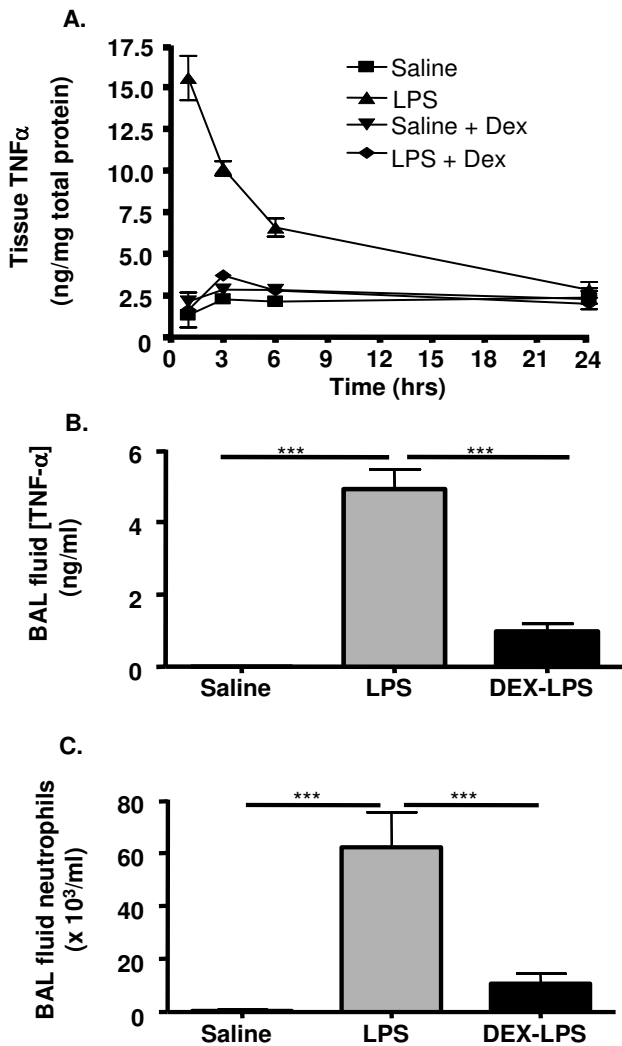 A.
Tissue TNFα
(ng/mg total protein)
17.5
15.0
12.5
10.0
7.5
5.0
2.5
0
Saline
LPS
Saline + Dex
LPS + Dex
0 3 6 9 12 15 18 21 24
Time (hrs)
B.
BAL fluid [TNF-α]
(ng/ml)
6
4
2
0
*** ***
Saline LPS DEX-LPS
C.
BAL fluid neutrophils
(x 10³/ml)
80
60
40
20
0
*** ***
Saline LPS DEX-LPS